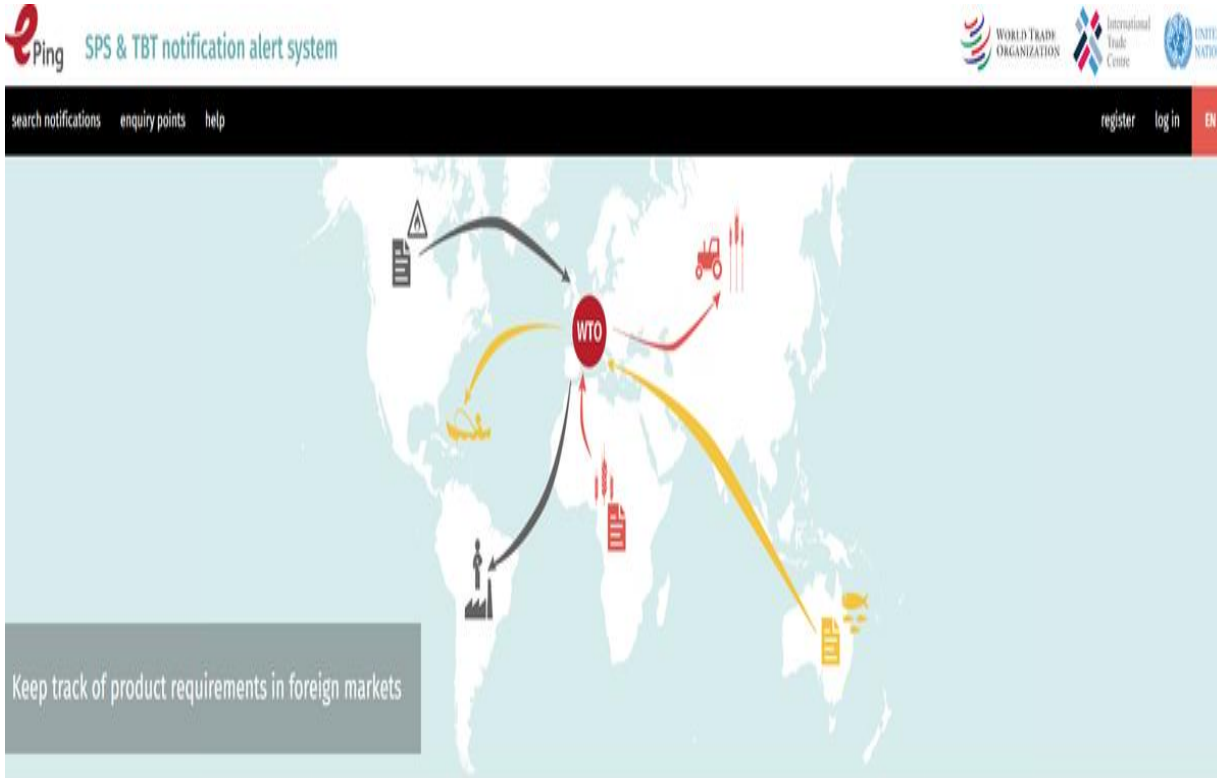 ePing
SPS & TBT notification alert system
WORLD TRADE
ORGANIZATION
International
Trade
Centre
search notifications enquiry points help
register log in EN
WTO
Keep track of product requirements in foreign markets